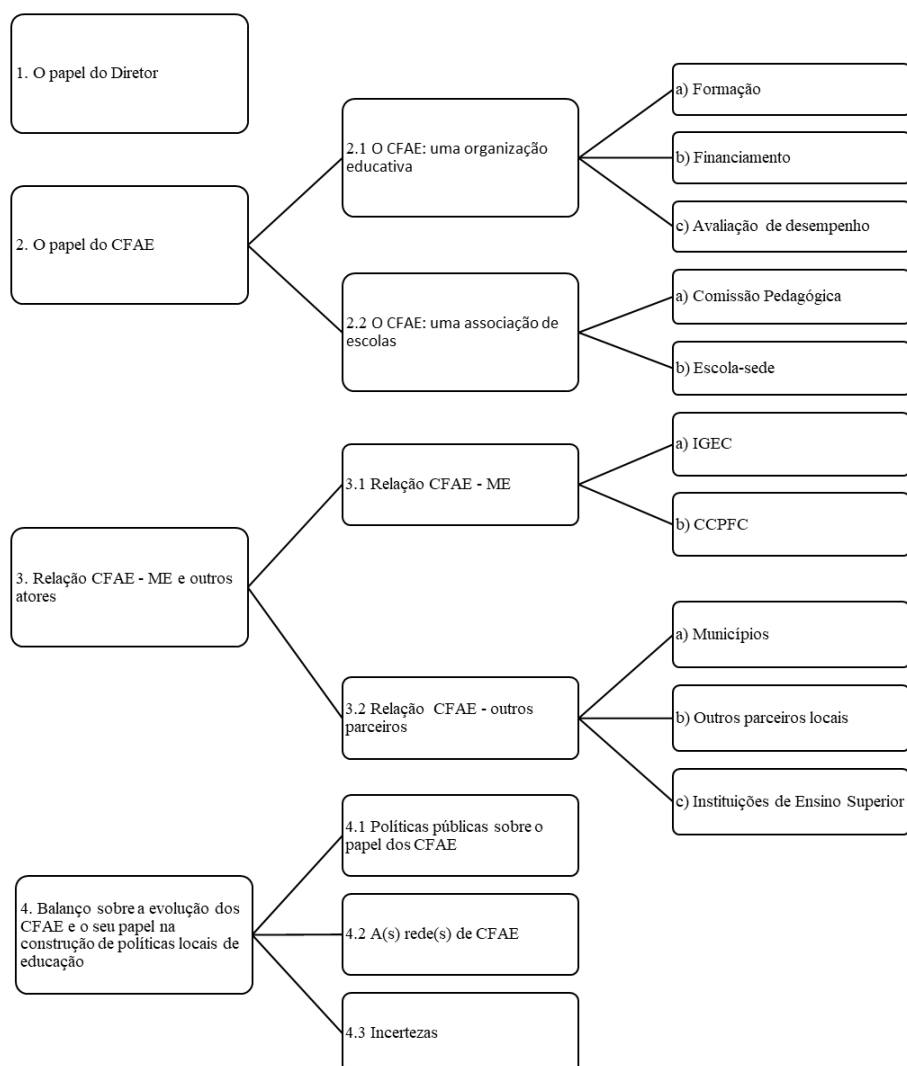 1. O papel do Diretor
2. O papel do CFAE
2.1 O CFAE: uma organização
educativa
a) Formação
b) Financiamento
c) Avaliação de desempenho
2.2 O CFAE: uma associação de
escolas
a) Comissão Pedagógica
b) Escola-sede
3. Relação CFAE - ME e outros
atores
3.1 Relação CFAE - ME
a) IGEC
b) CCPFC
3.2 Relação CFAE - outros
parceiros
a) Municípios
b) Outros parceiros locais
c) Instituições de Ensino Superior
4. Balanço sobre a evolução dos
CFAE e o seu papel na
construção de políticas locais de
educação
4.1 Políticas públicas sobre o
papel dos CFAE
4.2 A(s) rede(s) de CFAE
4.3 Incertezas